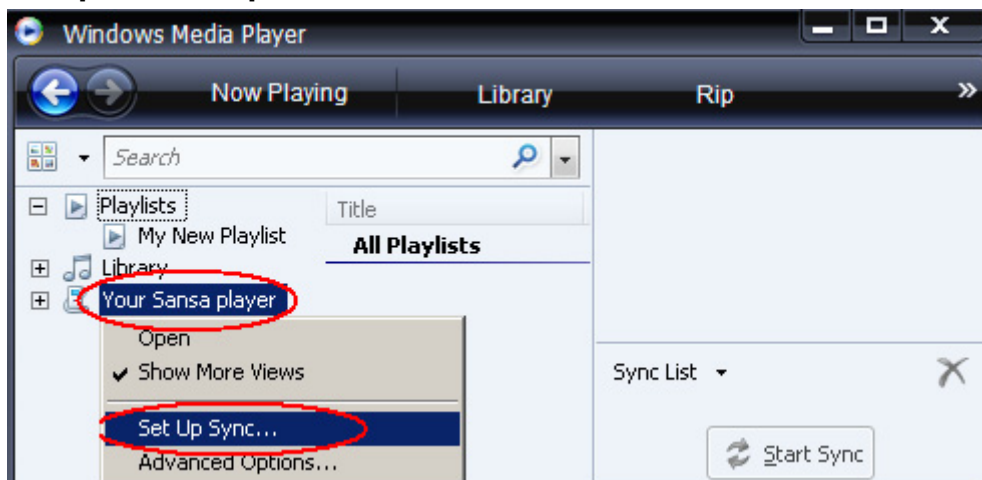 Windows Media Player
Now Playing Library Rip »
Search
Playlists
My New Playlist
Library
Your Sansa player
Title
All Playlists
Open
Show More Views
Set Up Sync...
Advanced Options...
Sync List
Start Sync